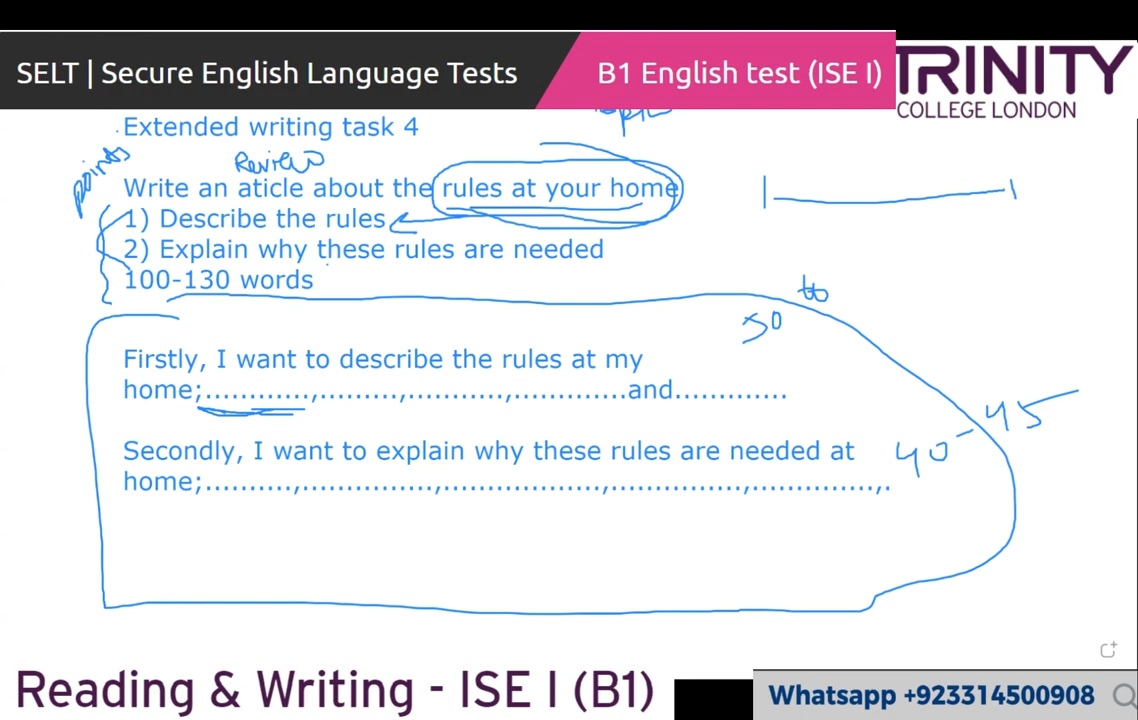 SELT | Secure English Language Tests
B1 English test (ISE I)
TRINITY
COLLEGE LONDON
Extended writing task 4
points
Review
Write an aticle about the rules at your home
1) Describe the rules
2) Explain why these rules are needed
100-130 words
to
50
Firstly, I want to describe the rules at my
home;.............,...........,.............,...............and..............
40-45
Secondly, I want to explain why these rules are needed at
home;..........,................,...................,................,...............,.
Reading & Writing - ISE I (B1)
Whatsapp +923314500908